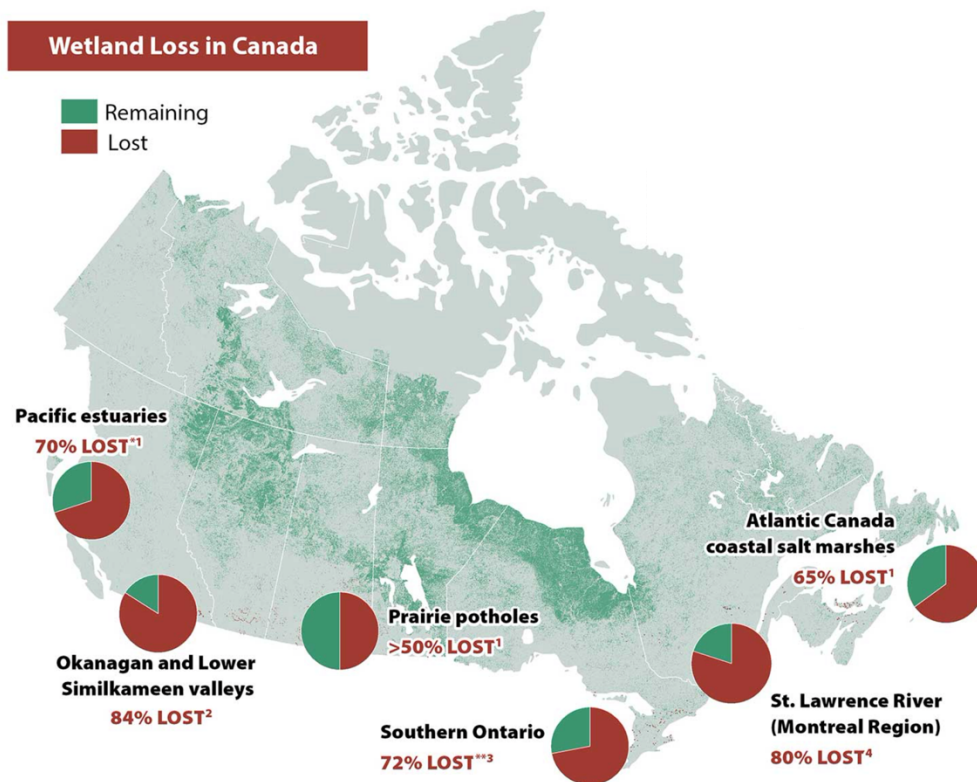 Wetland Loss in Canada
Remaining
Lost
Pacific estuaries
70% LOST*1
Okanagan and Lower
Similkameen valleys
84% LOST2
Prairie potholes
>50% LOST1
Southern Ontario
72% LOST**3
Atlantic Canada
coastal salt marshes
65% LOST1
St. Lawrence River
(Montreal Region)
80% LOST4